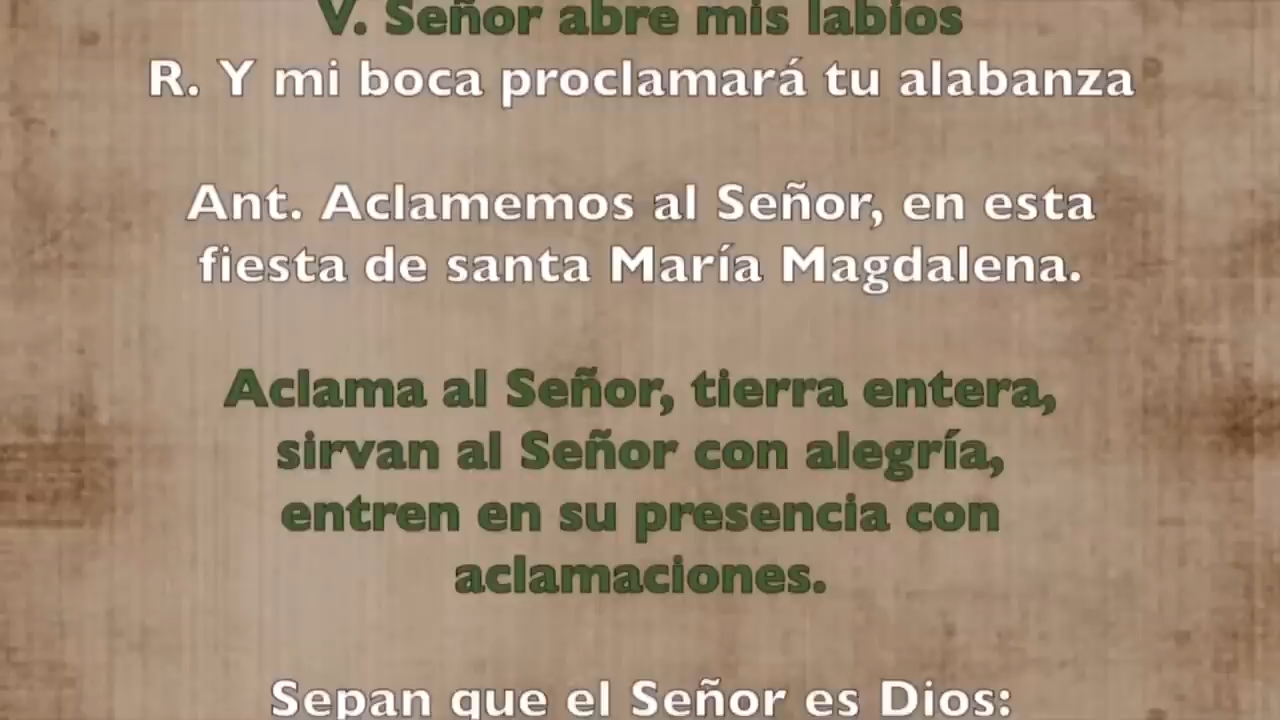 V. Señor abre mis labios
R. Y mi boca proclamará tu alabanza
Ant. Aclamemos al Señor, en esta
fiesta de santa María Magdalena.
Aclama al Señor, tierra entera,
sirvan al Señor con alegría,
entren en su presencia con
aclamaciones.
Sepan que el Señor es Dios: